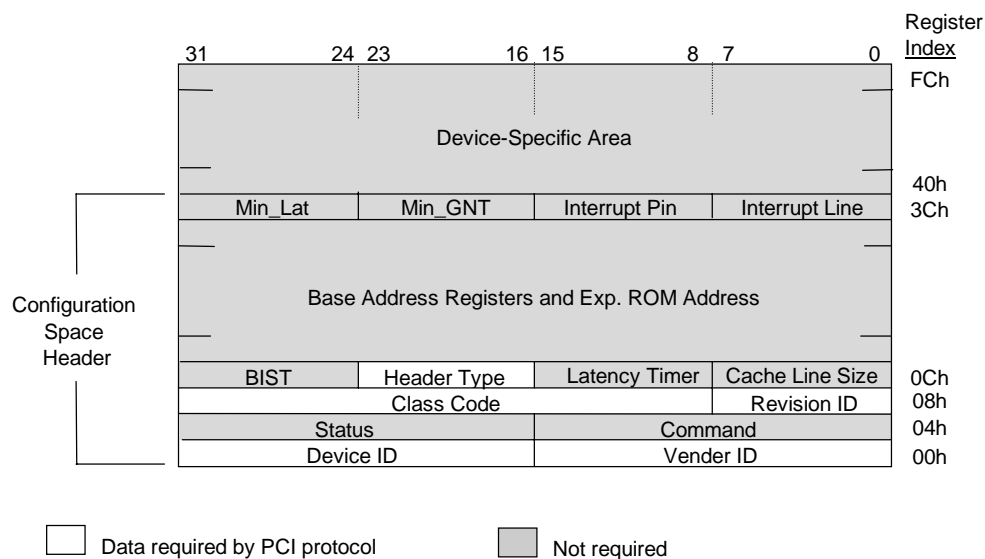 Register
Index
31 24 23 16 15 8 7 0
FCh
Device-Specific Area
40h
Min_Lat Min_GNT Interrupt Pin Interrupt Line 3Ch
Base Address Registers and Exp. ROM Address
Configuration
Space
Header
BIST Header Type Latency Timer Cache Line Size 0Ch
Class Code Revision ID 08h
Status Command 04h
Device ID Vender ID 00h
Data required by PCI protocol Not required